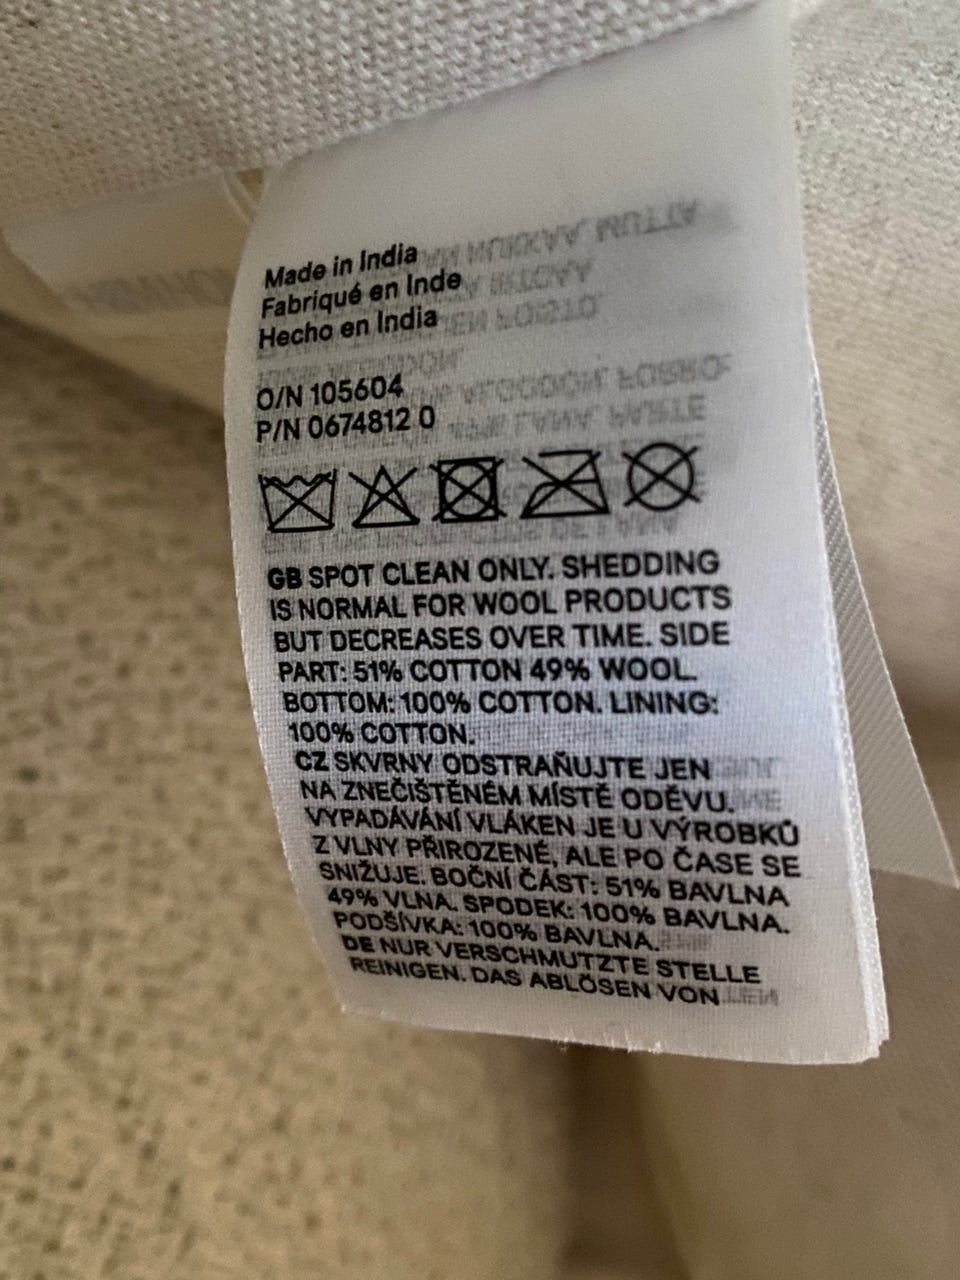 Made in India
Fabriqué en Inde
Hecho en India
O/N 105604
P/N 0674812 0
GB SPOT CLEAN ONLY. SHEDDING
IS NORMAL FOR WOOL PRODUCTS
BUT DECREASES OVER TIME. SIDE
PART: 51% COTTON 49% WOOL.
BOTTOM: 100% COTTON. LINING:
100% COTTON.
CZ SKVRNY ODSTRAŇUJTE JEN
NA ZNEČIŠTĚNÉM MÍSTĚ ODĚVU.
VYPADÁVÁNÍ VLÁKEN JE U VÝROBKŮ
Z VLNY PŘIROZENÉ, ALE PO ČASE SE
SNIŽUJE. BOČNÍ ČÁST: 51% BAVLNA
49% VLNA. SPODEK: 100% BAVLNA.
PODŠÍVKA: 100% BAVLNA.
DE NUR VERSCHMUTZTE STELLE
REINIGEN. DAS ABLÖSEN VON